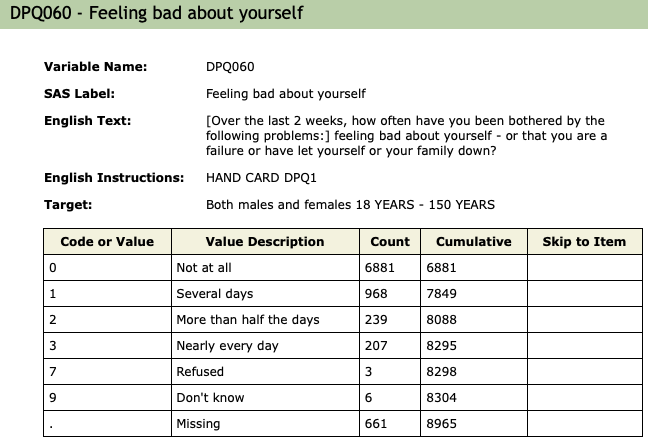 DPQ060 - Feeling bad about yourself
Variable Name: DPQ060
SAS Label: Feeling bad about yourself
English Text: [Over the last 2 weeks, how often have you been bothered by the
following problems:] feeling bad about yourself - or that you are a
failure or have let yourself or your family down?
English Instructions: HAND CARD DPQ1
Target: Both males and females 18 YEARS - 150 YEARS
Code or Value Value Description Count Cumulative Skip to Item
0 Not at all 6881 6881
1 Several days 968 7849
2 More than half the days 239 8088
3 Nearly every day 207 8295
7 Refused 3 8298
9 Don't know 6 8304
. Missing 661 8965